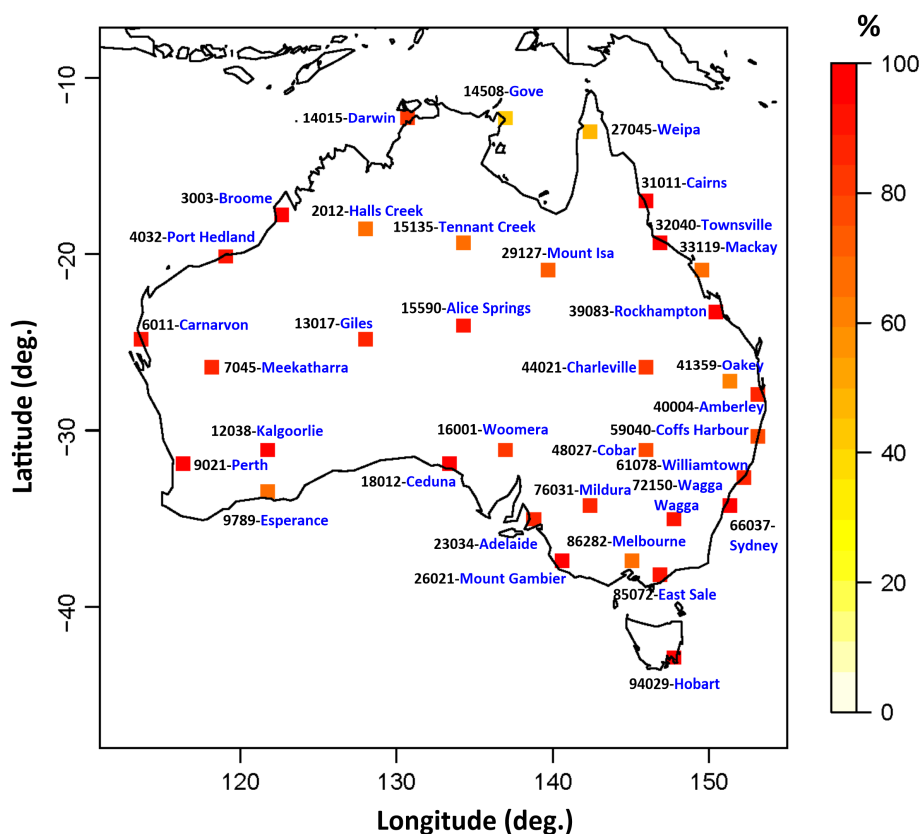 %
14508-Gove
. 14015-Darwin
27045-Weipa
3003-Broome
31011-Cairns
2012-Halls Creek
15135-Tennant Creek
32040-Townsville
4032-Port Hedland
33119-Mackay
29127-Mount Isa
15590-Alice Springs
39083-Rockhampton
6011-Carnarvon
13017-Giles
7045-Meekatharra
44021-Charleville
41359-Oakey
40004-Amberley
12038-Kalgoorlie
16001-Woomera
59040-Coffs Harbour
48027-Cobar
9021-Perth
61078-Williamtown
18012-Ceduna
72150-Wagga
Wagga
76031-Mildura
9789-Esperance
66037-
Sydney
23034-Adelaide
86282-Melbourne
26021-Mount Gambier
85072-East Sale
94029-Hobart
−10
−20
−30
−40
Latitude (deg.)
120
130
140
150
Longitude (deg.)
100
80
60
40
20
0